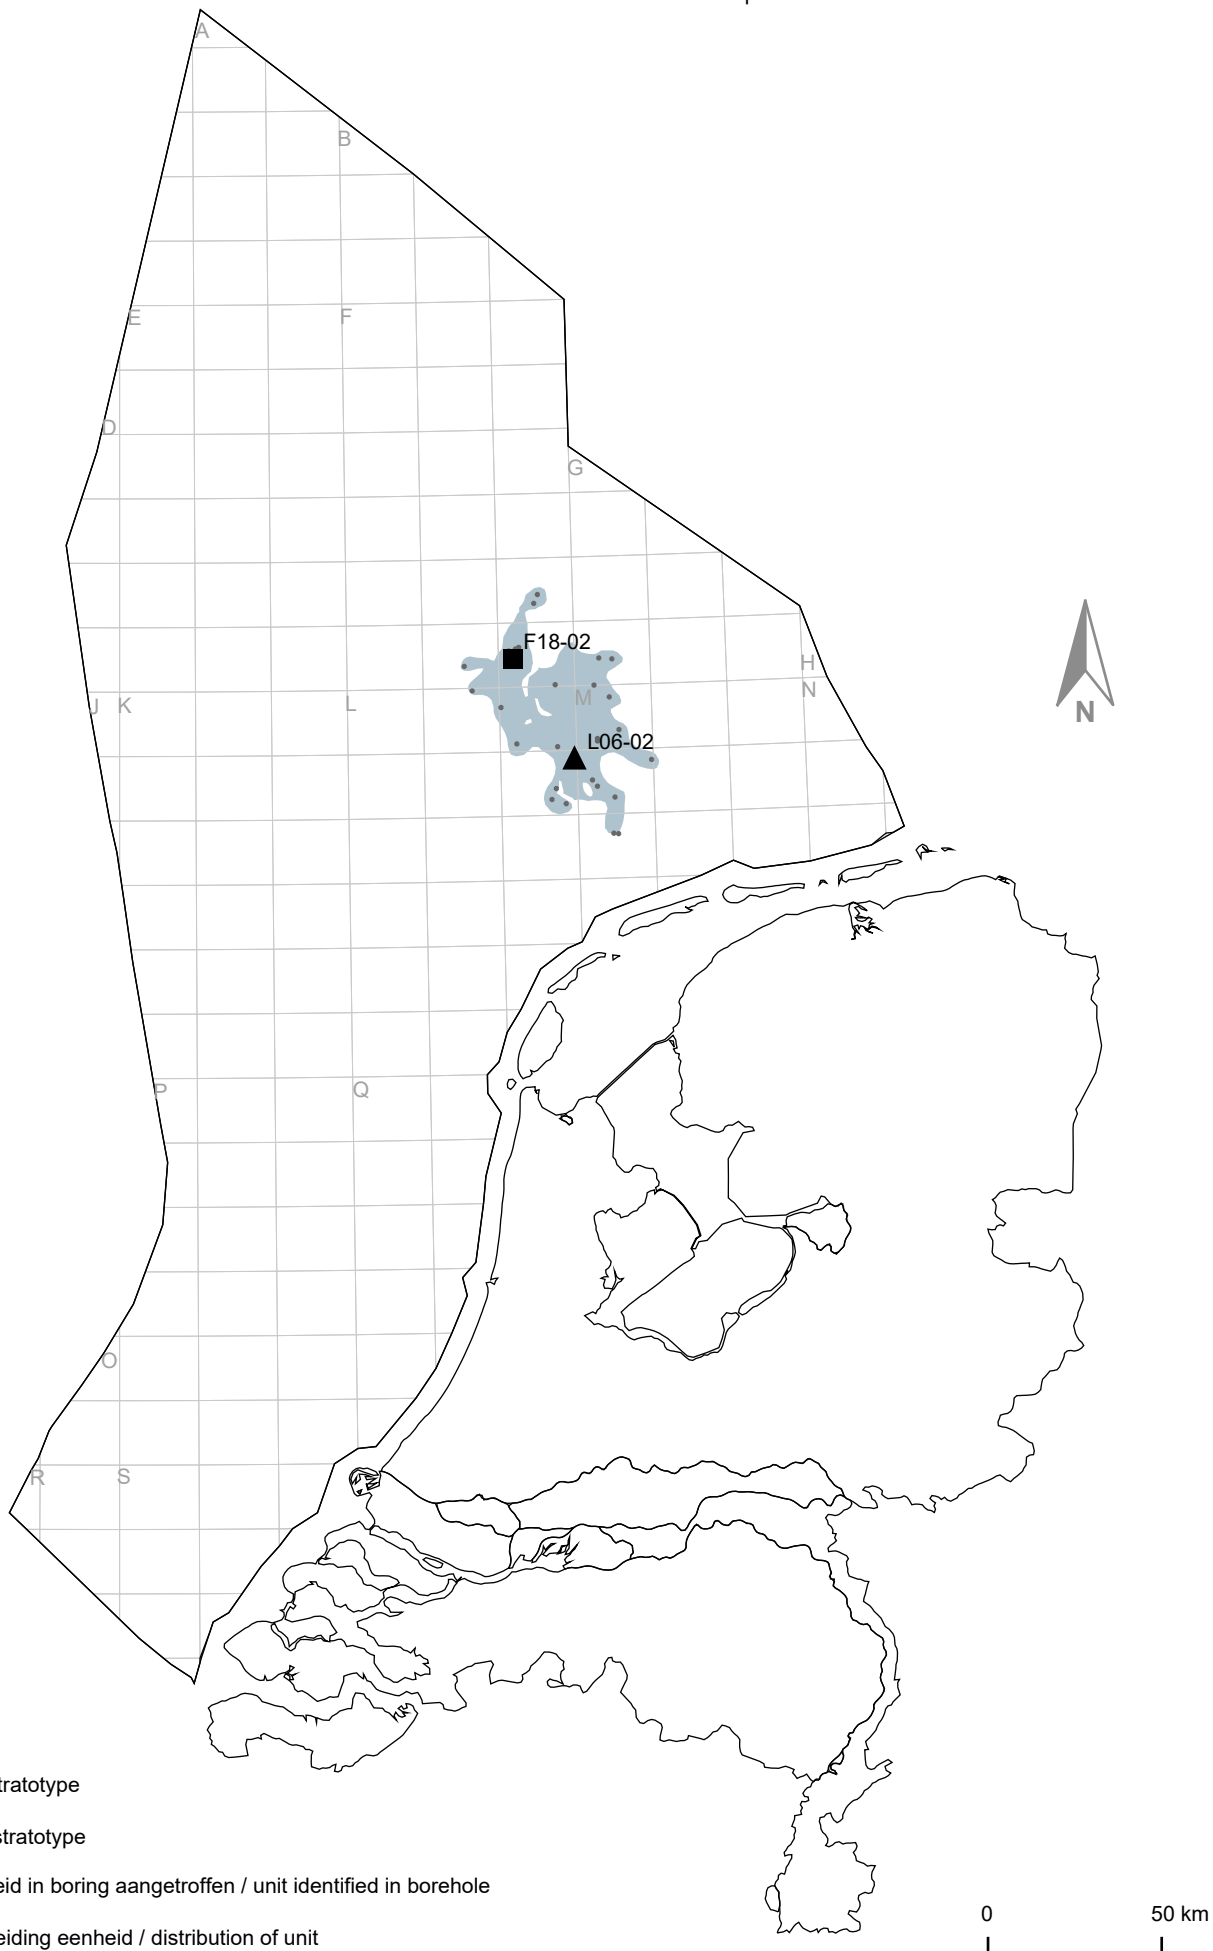 A
B
E
F
D
G
F18-02
H
M
N
J
K
L
L06-02
L
N
P
Q
O
R
S
tratotype
stratotype
eid in boring aangetroffen / unit identified in borehole
eiding eenheid / distribution of unit
0
50 km